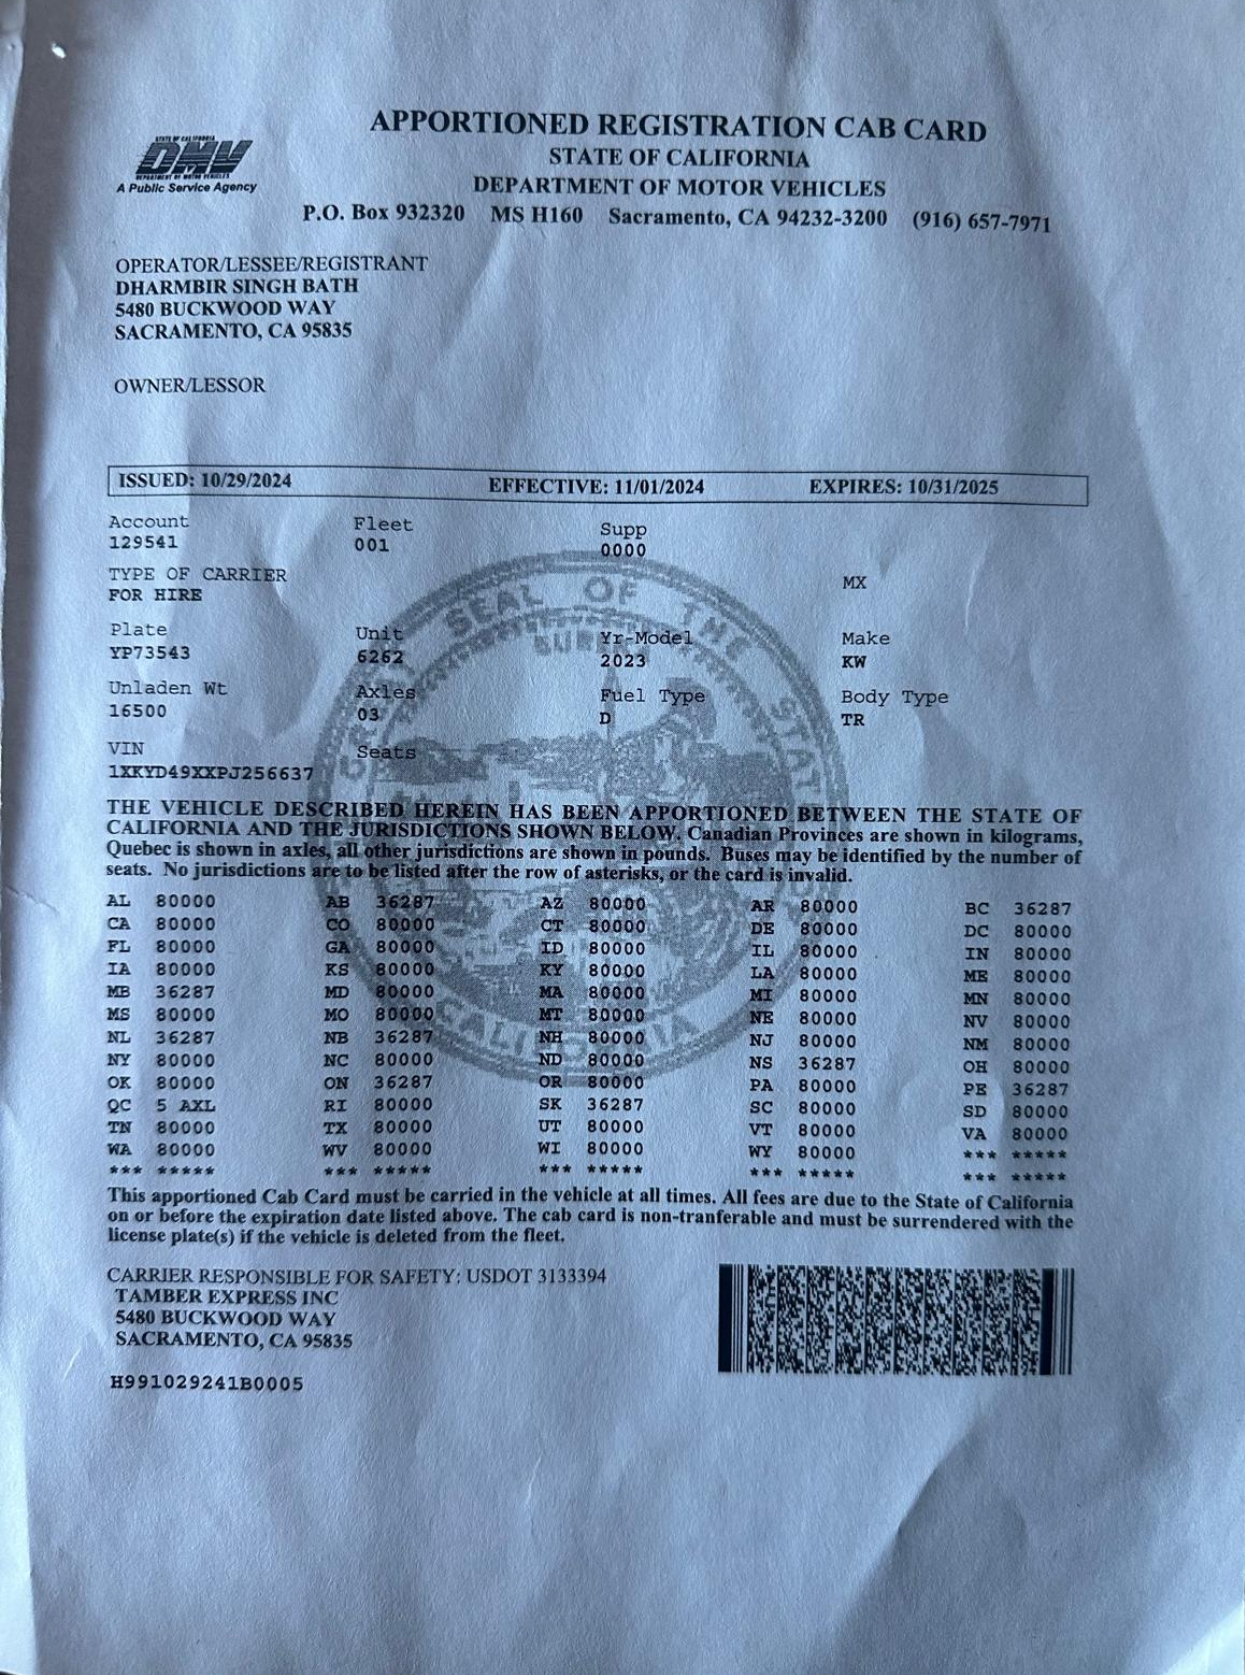 STATE OF CALIFORNIA
DMV
DEPARTMENT OF MOTOR VEHICLES
A Public Service Agency
APPORTIONED REGISTRATION CAB CARD
STATE OF CALIFORNIA
DEPARTMENT OF MOTOR VEHICLES
P.O. Box 932320 MS H160 Sacramento, CA 94232-3200 (916) 657-7971
OPERATOR/LESSEE/REGISTRANT
DHARMBIR SINGH BATH
5480 BUCKWOOD WAY
SACRAMENTO, CA 95835
OWNER/LESSOR
ISSUED: 10/29/2024 EFFECTIVE: 11/01/2024 EXPIRES: 10/31/2025
Account Fleet Supp
129541 001 0000
TYPE OF CARRIER MX
FOR HIRE
Plate Unit Yr-Model Make
YP73543 6262 2023 KW
Unladen Wt Axles Fuel Type Body Type
16500 03 D TR
VIN Seats
1XKYD49XXPJ256637
THE VEHICLE DESCRIBED HEREIN HAS BEEN APPORTIONED BETWEEN THE STATE OF
CALIFORNIA AND THE JURISDICTIONS SHOWN BELOW. Canadian Provinces are shown in kilograms,
Quebec is shown in axles, all other jurisdictions are shown in pounds. Buses may be identified by the number of
seats. No jurisdictions are to be listed after the row of asterisks, or the card is invalid.
AL 80000 AB 36287 AZ 80000 AR 80000 BC 36287
CA 80000 CO 80000 CT 80000 DE 80000 DC 80000
FL 80000 GA 80000 ID 80000 IL 80000 IN 80000
IA 80000 KS 80000 KY 80000 LA 80000 ME 80000
MB 36287 MD 80000 MA 80000 MI 80000 MN 80000
MS 80000 MO 80000 MT 80000 NE 80000 NV 80000
NL 36287 NB 36287 NH 80000 NJ 80000 NM 80000
NY 80000 NC 80000 ND 80000 NS 36287 OH 80000
OK 80000 ON 36287 OR 80000 PA 80000 PE 36287
QC 5 AXL RI 80000 SK 36287 SC 80000 SD 80000
TN 80000 TX 80000 UT 80000 VT 80000 VA 80000
WA 80000 WV 80000 WI 80000 WY 80000 *** *****
*** ***** *** ***** *** ***** *** ***** *** *****
This apportioned Cab Card must be carried in the vehicle at all times. All fees are due to the State of California
on or before the expiration date listed above. The cab card is non-tranferable and must be surrendered with the
license plate(s) if the vehicle is deleted from the fleet.
CARRIER RESPONSIBLE FOR SAFETY: USDOT 3133394
TAMBER EXPRESS INC
5480 BUCKWOOD WAY
SACRAMENTO, CA 95835
H991029241B0005
SEAL OF THE STATE
CALIFORNIA